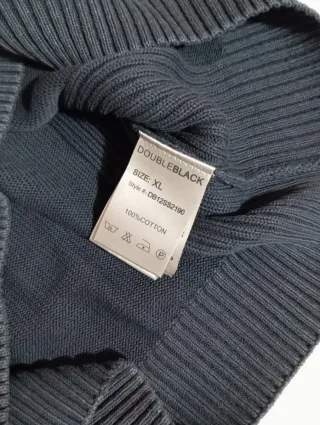 DOUBLEBLACK
SIZE: XL
Style #: DB12SS2190
100%COTTON
P